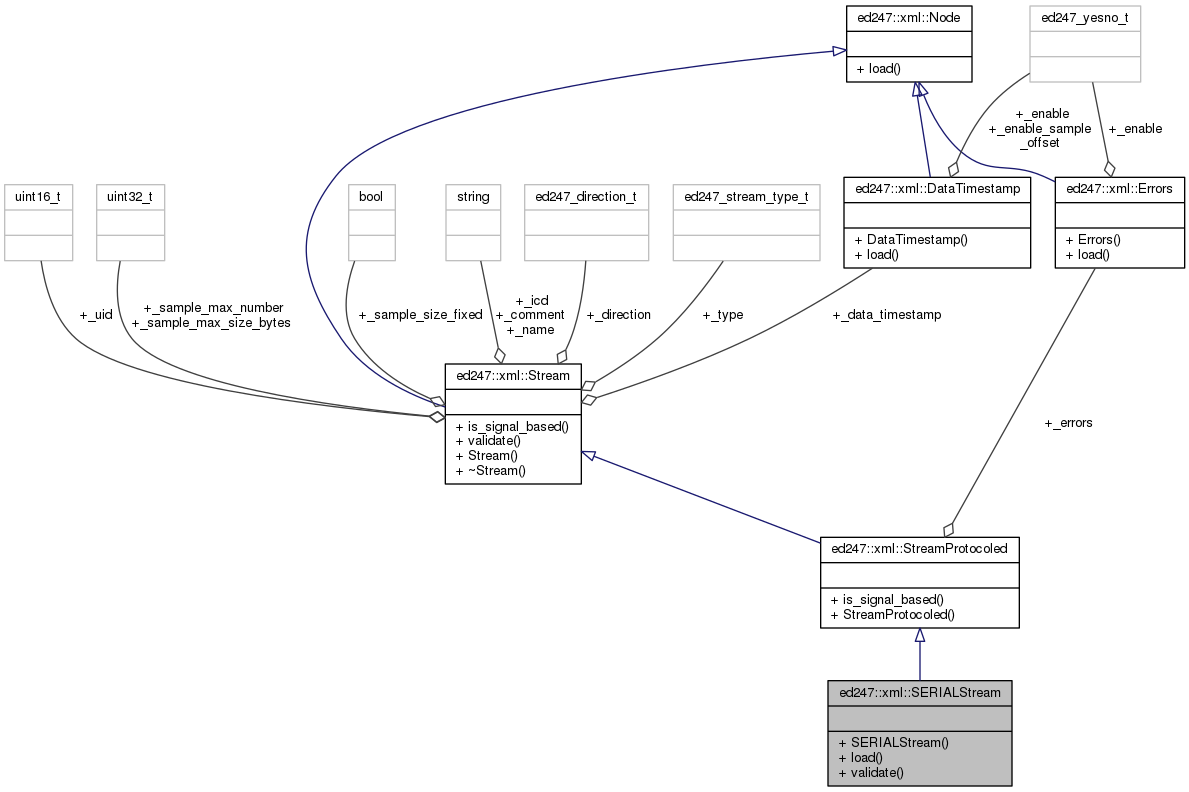 ed247::xml::Node
+ load()
ed247_yesno_t
+_enable
+_enable_sample
_offset
+_enable
uint16_t
uint32_t
bool
string
ed247_direction_t
ed247_stream_type_t
ed247::xml::DataTimestamp
+ DataTimestamp()
+ load()
ed247::xml::Errors
+ Errors()
+ load()
+_uid
+_sample_max_number
+_sample_max_size_bytes
+_sample_size_fixed
+_icd
+_comment
+_name
+_direction
+_type
+_data_timestamp
ed247::xml::Stream
+ is_signal_based()
+ validate()
+ Stream()
+ ~Stream()
+_errors
ed247::xml::StreamProtocoled
+ is_signal_based()
+ StreamProtocoled()
ed247::xml::SERIALStream
+ SERIALStream()
+ load()
+ validate()